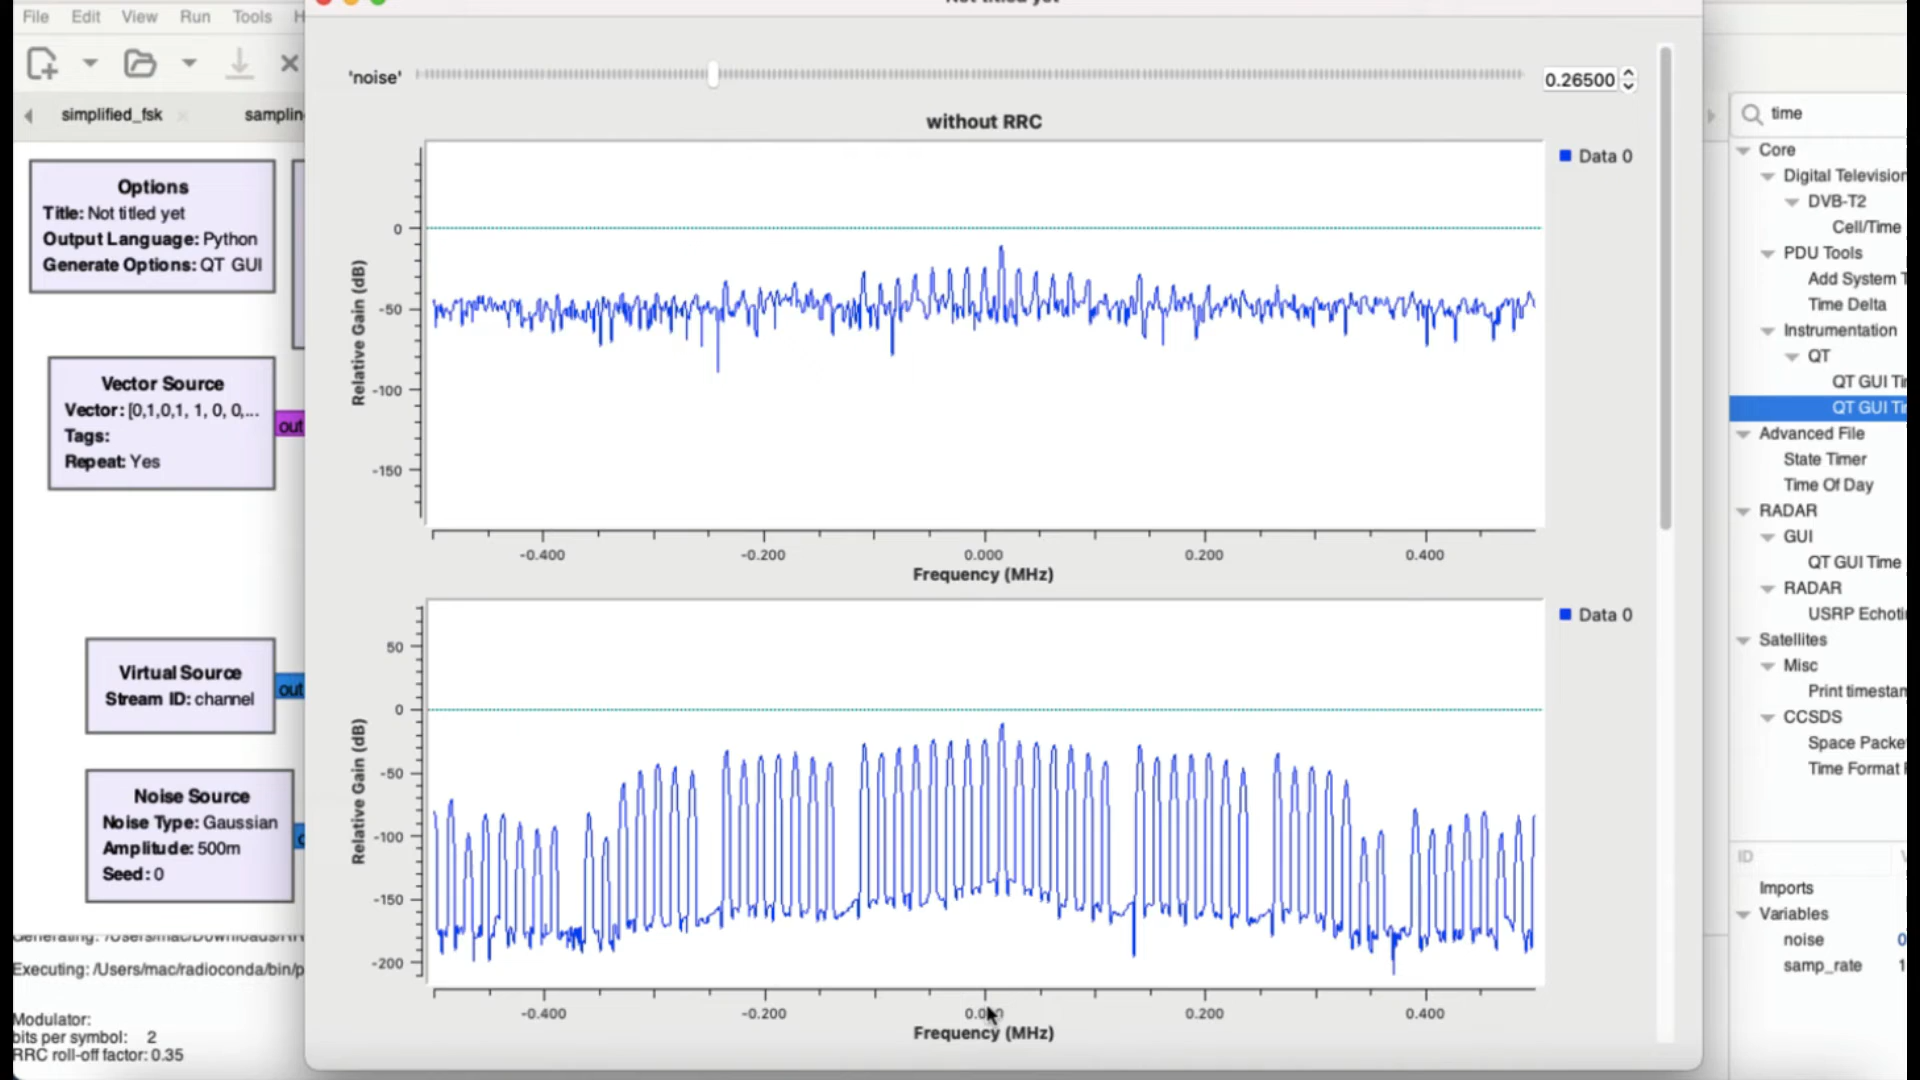 Not titled yet
File Edit View Run Tools H
'noise'
0.26500
simplified_fsk
samplin
without RRC
Data 0
time
Options
Title: Not titled yet
Output Language: Python
Generate Options: QT GUI
Vector Source
Vector: [0,1,0,1, 1, 0, 0,...
Tags:
Repeat: Yes
out
Virtual Source
Stream ID: channel
out
Noise Source
Noise Type: Gaussian
Amplitude: 500m
Seed: 0
Executing: /Users/mac/radioconda/bin/p
Modulator:
bits per symbol: 2
RRC roll-off factor: 0.35
Relative Gain (dB)
0
-50
-100
-150
-0.400 -0.200 0.000 0.200 0.400
Frequency (MHz)
Data 0
Relative Gain (dB)
50
0
-50
-100
-150
-200
-0.400 -0.200 0.200 0.400
Frequency (MHz)
Core
Digital Television
DVB-T2
Cell/Time
PDU Tools
Add System T
Time Delta
Instrumentation
QT
QT GUI Ti
QT GUI Ti
Advanced File
State Timer
Time Of Day
RADAR
GUI
QT GUI Time
RADAR
USRP Echoti
Satellites
Misc
Print timestan
CCSDS
Space Packe
Time Format
ID
Imports
Variables
noise 0
samp_rate 1